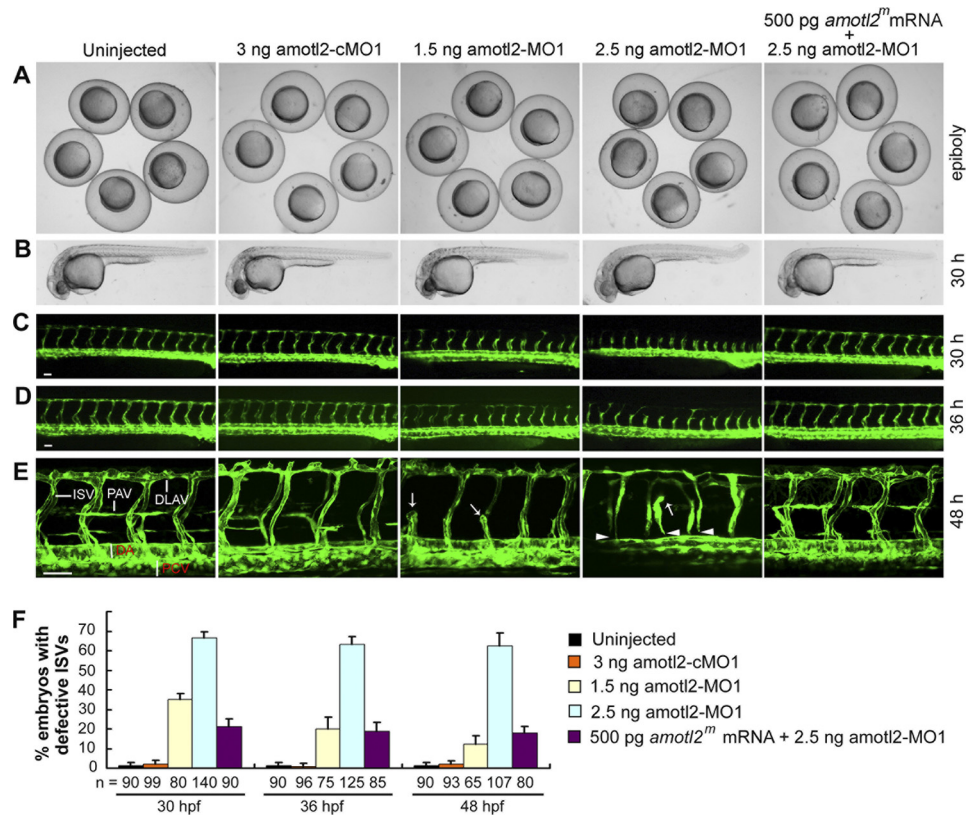 Uninjected
3 ng amotl2-cMO1
1.5 ng amotl2-MO1
2.5 ng amotl2-MO1
500 pg amotl2m mRNA
+
2.5 ng amotl2-MO1
A
epiboly
B
30 h
C
30 h
D
36 h
E
ISV
PAV
DLAV
DA
PCV
48 h
F
% embryos with
defective ISVs
70
60
50
40
30
20
10
0
n = 90 99 80 140 90 90 96 75 125 85 90 93 65 107 80
30 hpf 36 hpf 48 hpf
Uninjected
3 ng amotl2-cMO1
1.5 ng amotl2-MO1
2.5 ng amotl2-MO1
500 pg amotl2m mRNA + 2.5 ng amotl2-MO1